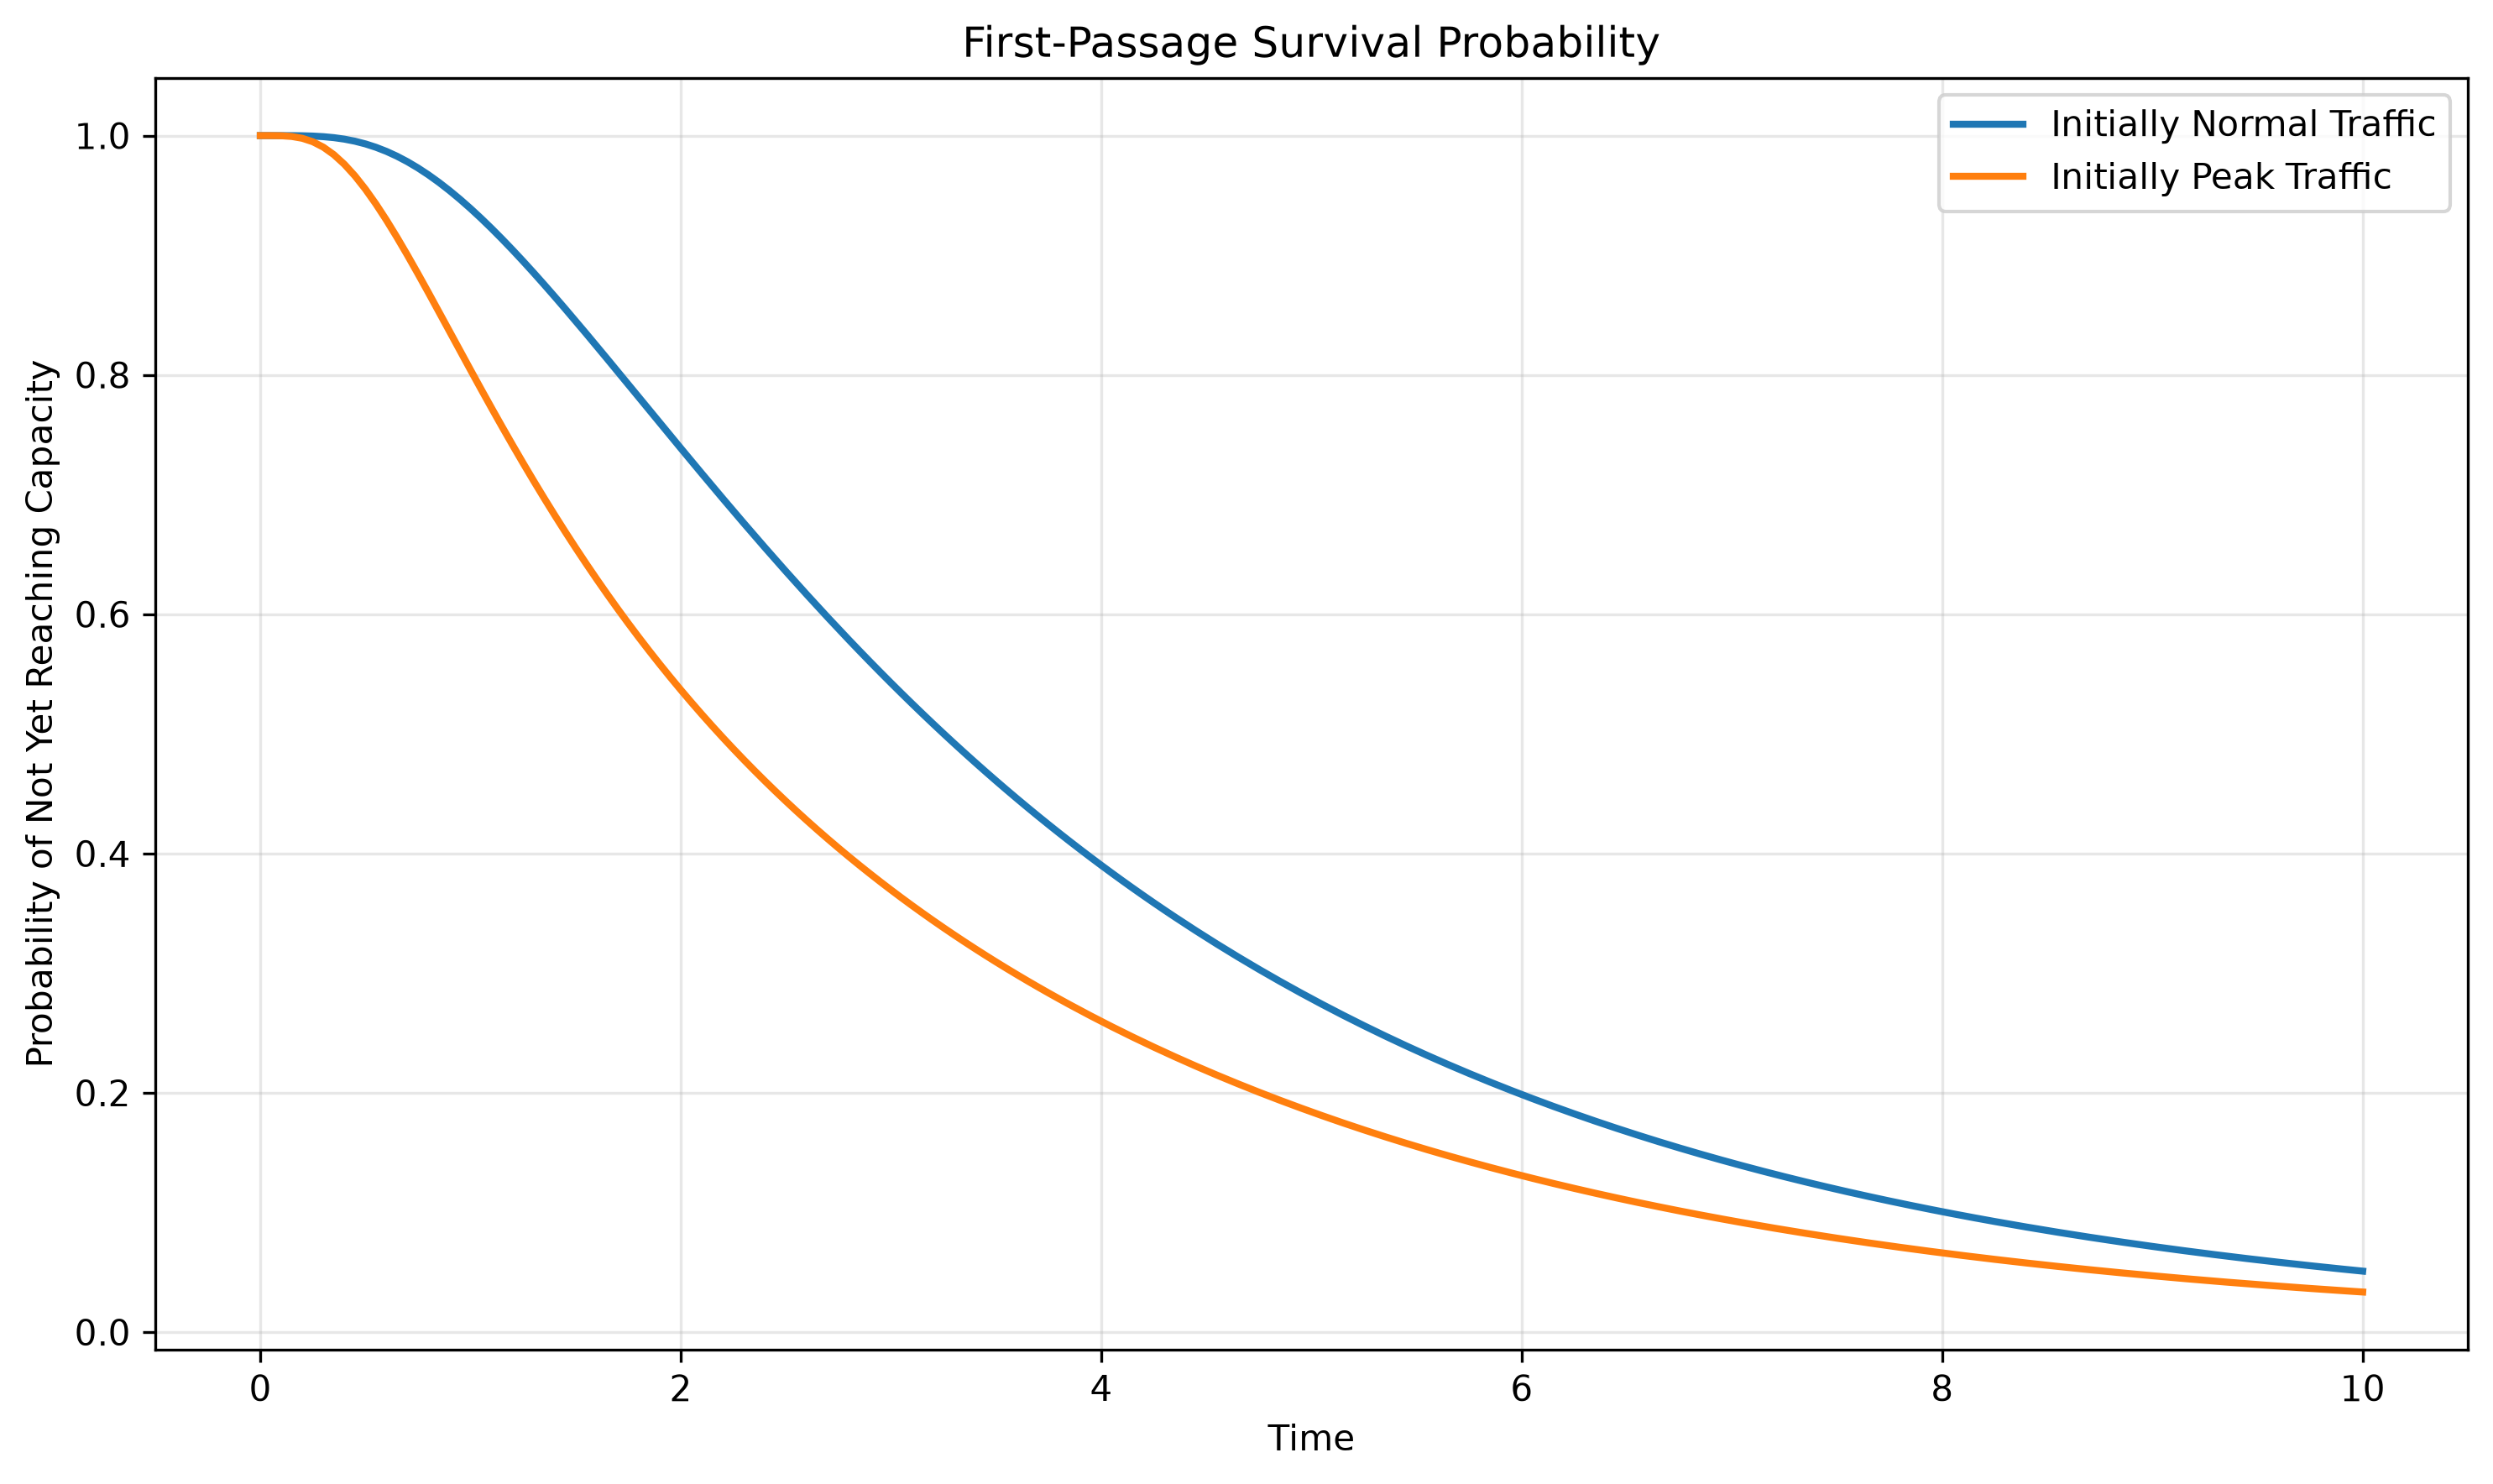 First-Passage Survival Probability
Initially Normal Traffic
Initially Peak Traffic
Probability of Not Yet Reaching Capacity
1.0
0.8
0.6
0.4
0.2
0.0
0 2 4 6 8 10
Time